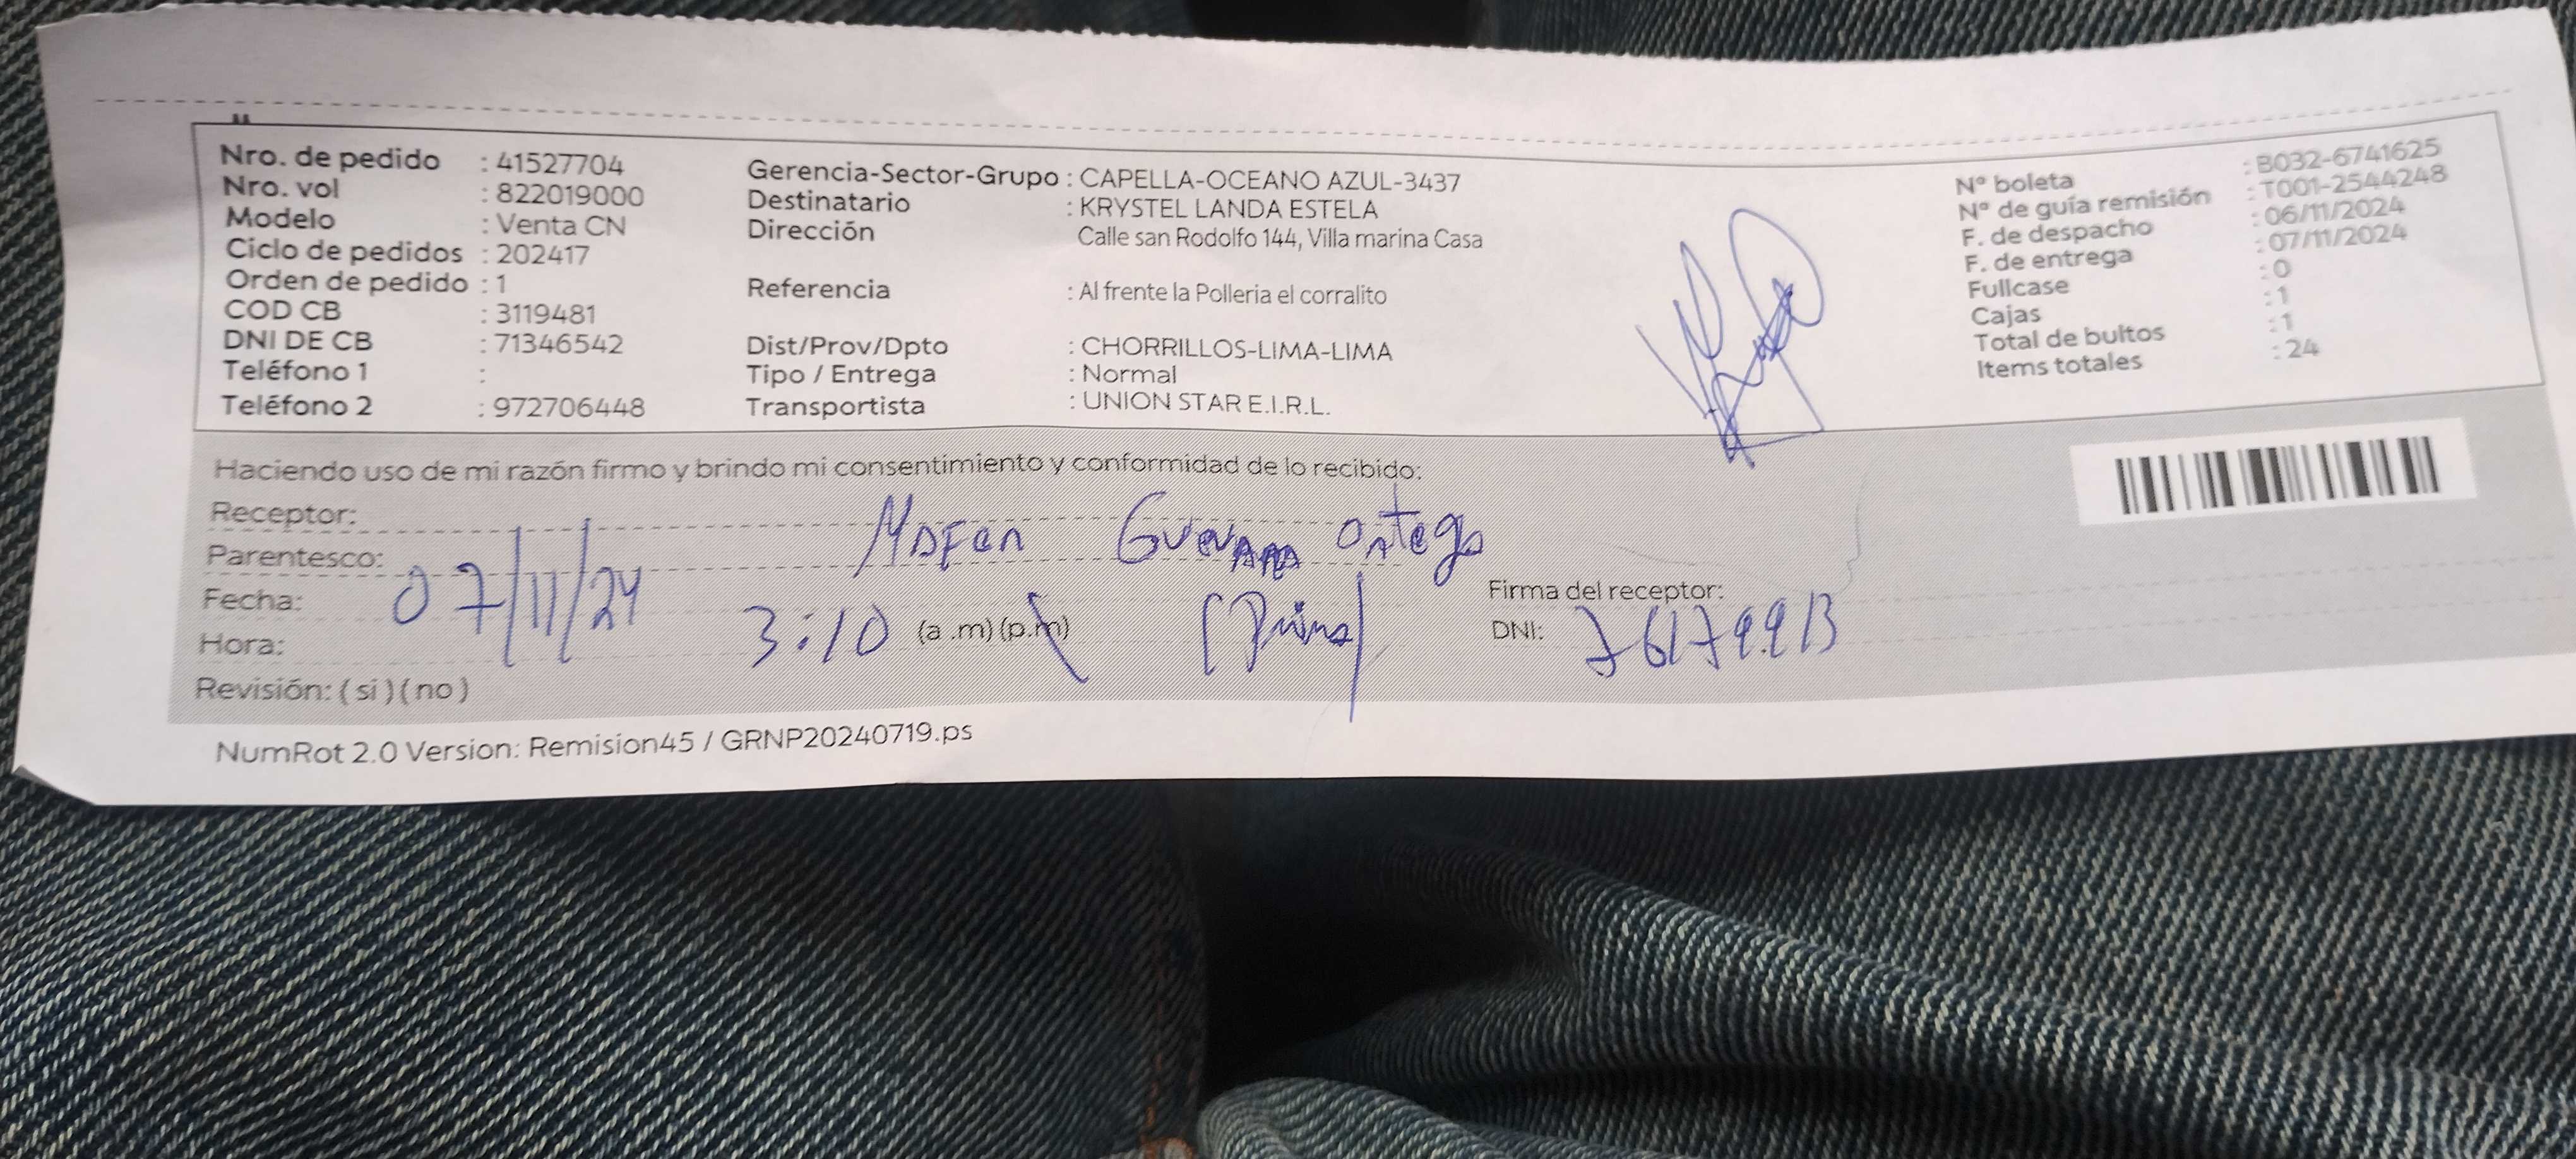 Nro. de pedido : 41527704
Nro. vol : 822019000
Modelo : Venta CN
Ciclo de pedidos : 202417
Orden de pedido : 1
COD CB : 3119481
DNI DE CB : 71346542
Teléfono 1 :
Teléfono 2 : 972706448
Gerencia-Sector-Grupo : CAPELLA-OCEANO AZUL-3437
Destinatario : KRYSTEL LANDA ESTELA
Dirección Calle san Rodolfo 144, Villa marina Casa
Referencia : Al frente la Polleria el corralito
Dist/Prov/Dpto : CHORRILLOS-LIMA-LIMA
Tipo / Entrega : Normal
Transportista : UNION STAR E.I.R.L.
Nº boleta : B032-6741625
Nº de guía remisión : T001-2544248
F. de despacho : 06/11/2024
F. de entrega : 07/11/2024
Fullcase : 0
Cajas : 1
Total de bultos : 1
Items totales : 24
Haciendo uso de mi razón firmo y brindo mi consentimiento y conformidad de lo recibido:
Receptor: Ortega
Parentesco:
Fecha: 07/11/24
Hora: 3:10 (a .m) (p.m)
Revisión: ( si ) ( no )
Firma del receptor:
DNI: 76179913
NumRot 2.0 Version: Remision45 / GRNP20240719.ps